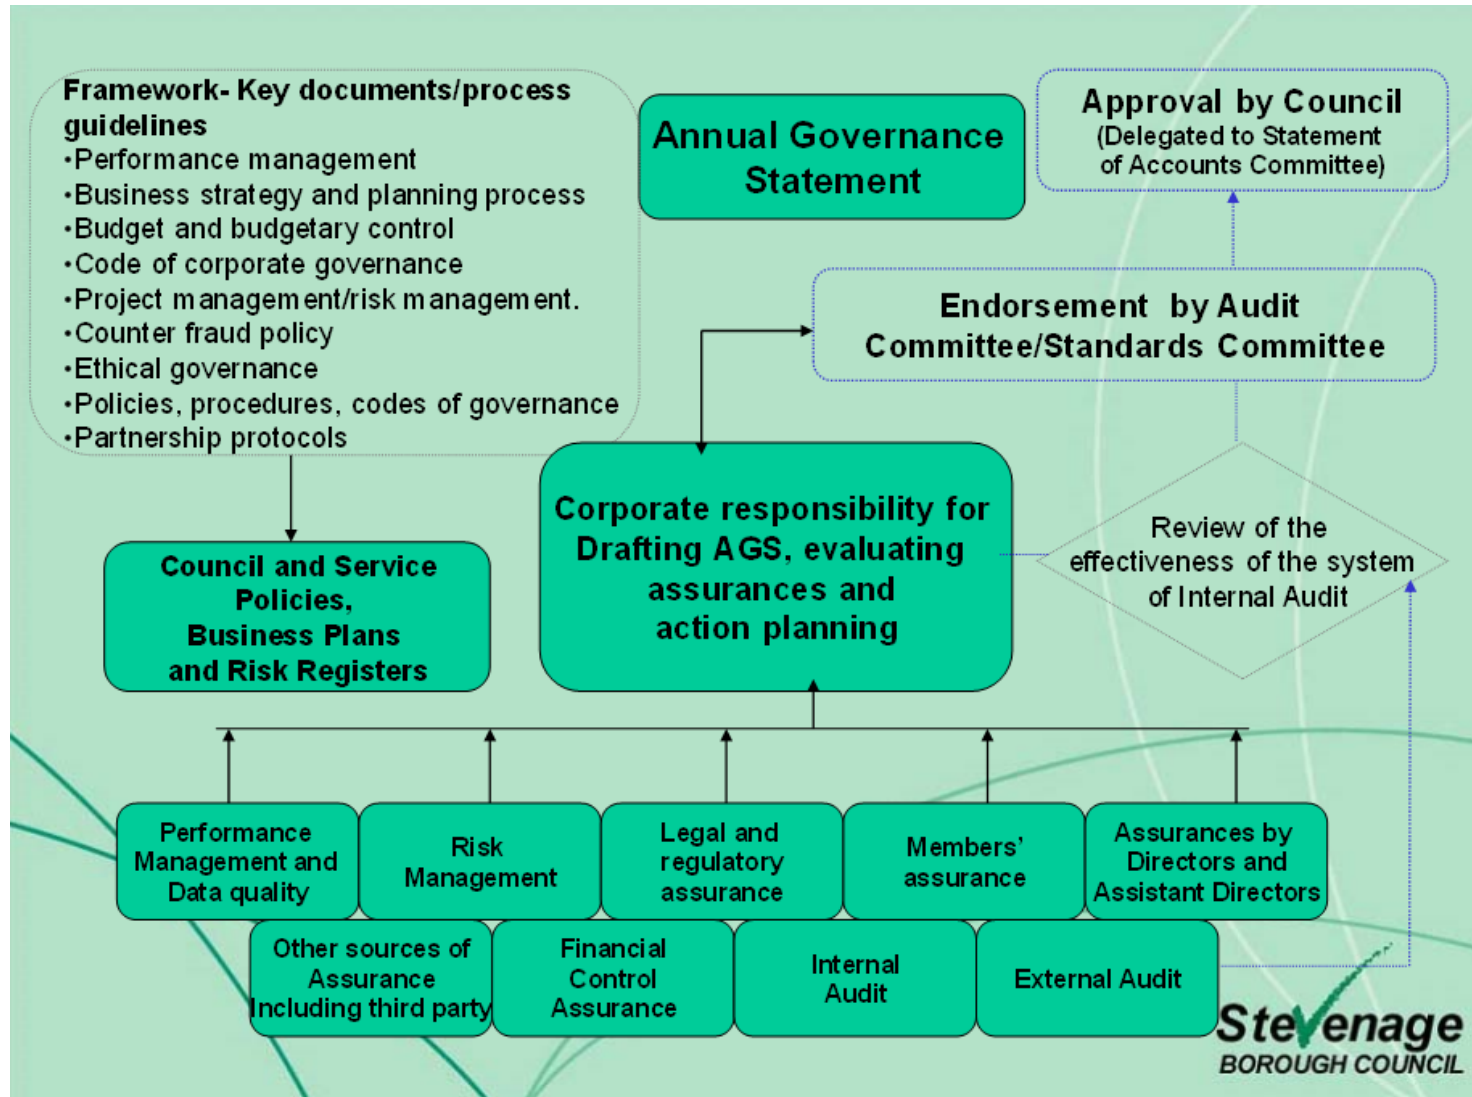 Framework- Key documents/process
guidelines
•Performance management
•Business strategy and planning process
•Budget and budgetary control
•Code of corporate governance
•Project management/risk management.
•Counter fraud policy
•Ethical governance
•Policies, procedures, codes of governance
•Partnership protocols
Annual Governance
Statement
Approval by Council
(Delegated to Statement
of Accounts Committee)
Endorsement by Audit
Committee/Standards Committee
Council and Service
Policies,
Business Plans
and Risk Registers
Corporate responsibility for
Drafting AGS, evaluating
assurances and
action planning
Review of the
effectiveness of the system
of Internal Audit
Performance
Management and
Data quality
Risk
Management
Legal and
regulatory
assurance
Members’
assurance
Assurances by
Directors and
Assistant Directors
Other sources of
Assurance
Including third party
Financial
Control
Assurance
Internal
Audit
External Audit
Stevenage
BOROUGH COUNCIL